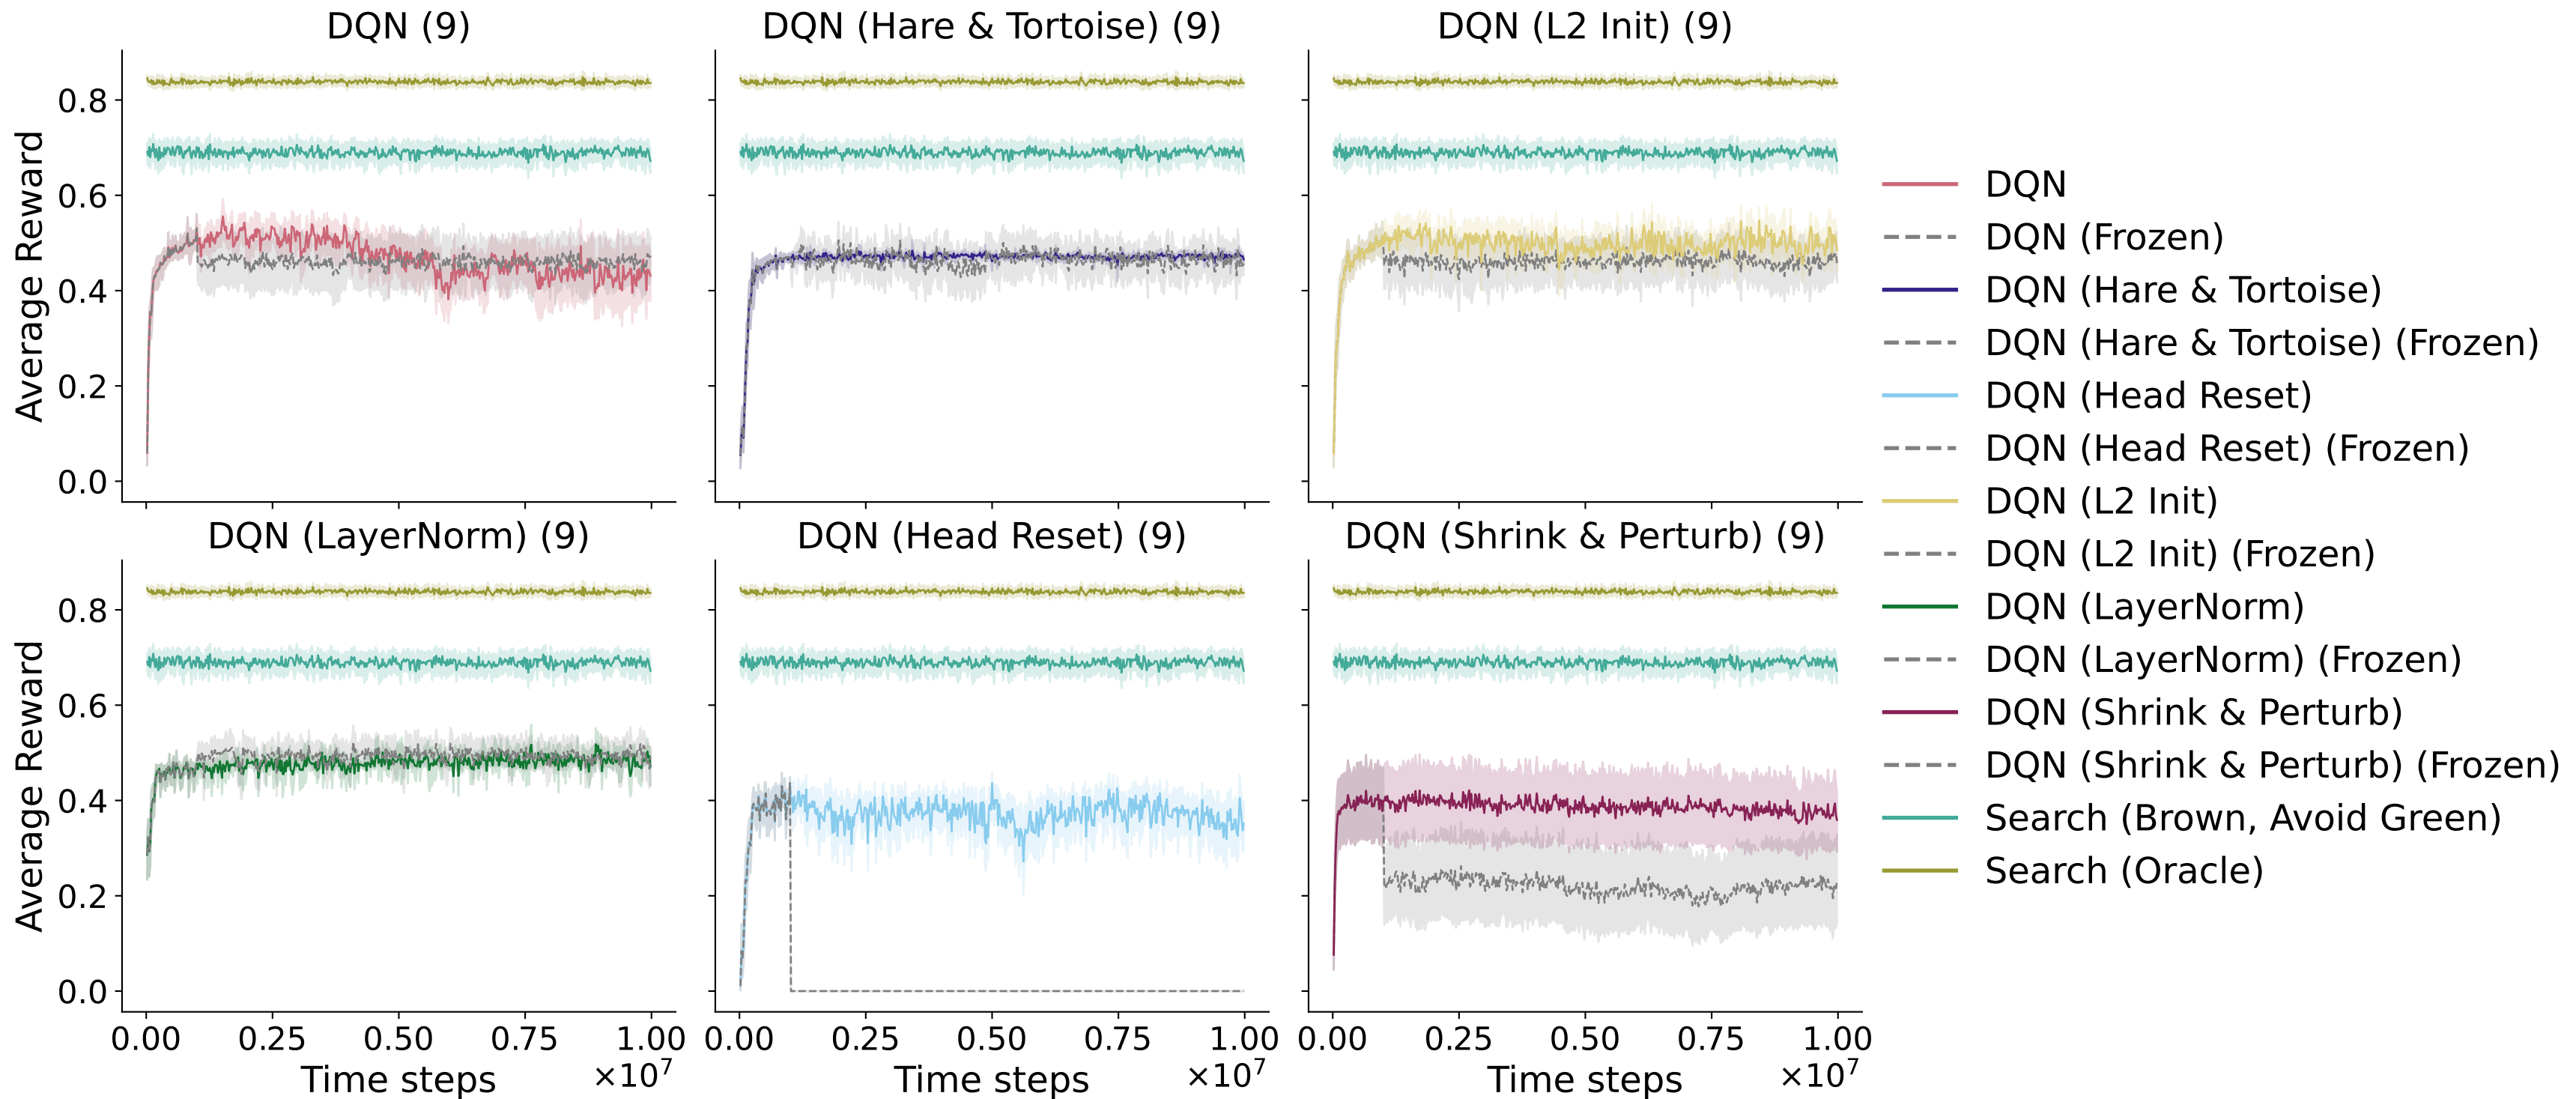 DQN (9)
DQN (Hare & Tortoise) (9)
DQN (L2 Init) (9)
Average Reward
0.8
0.6
0.4
0.2
0.0
DQN (LayerNorm) (9)
DQN (Head Reset) (9)
DQN (Shrink & Perturb) (9)
Average Reward
0.8
0.6
0.4
0.2
0.0
0.00 0.25 0.50 0.75 1.00
×10⁷
Time steps
0.00 0.25 0.50 0.75 1.00
×10⁷
Time steps
0.00 0.25 0.50 0.75 1.00
×10⁷
Time steps
DQN
DQN (Frozen)
DQN (Hare & Tortoise)
DQN (Hare & Tortoise) (Frozen)
DQN (Head Reset)
DQN (Head Reset) (Frozen)
DQN (L2 Init)
DQN (L2 Init) (Frozen)
DQN (LayerNorm)
DQN (LayerNorm) (Frozen)
DQN (Shrink & Perturb)
DQN (Shrink & Perturb) (Frozen)
Search (Brown, Avoid Green)
Search (Oracle)